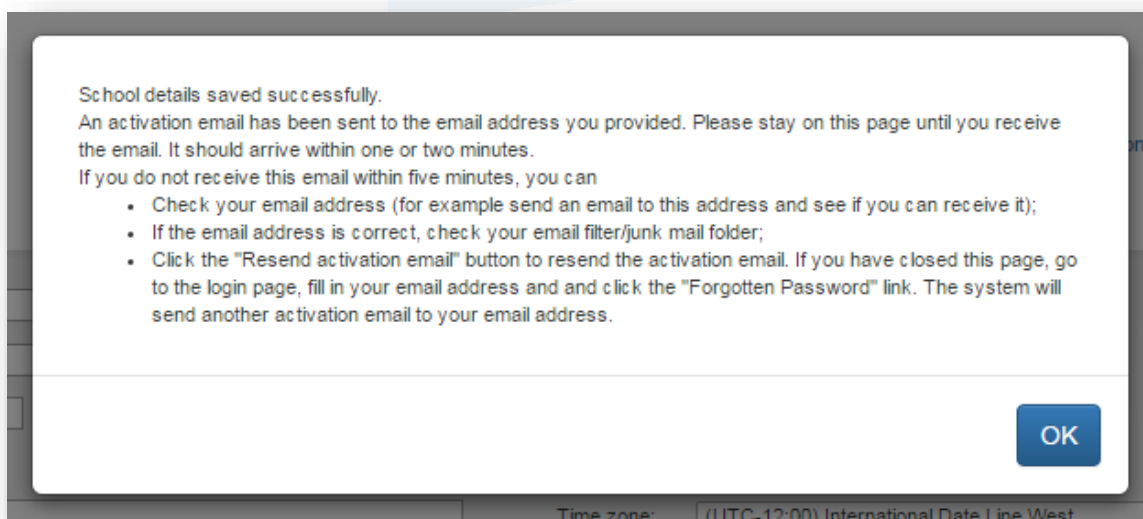 School details saved successfully.
An activation email has been sent to the email address you provided. Please stay on this page until you receive
the email. It should arrive within one or two minutes.
If you do not receive this email within five minutes, you can
• Check your email address (for example send an email to this address and see if you can receive it);
• If the email address is correct, check your email filter/junk mail folder;
• Click the "Resend activation email" button to resend the activation email. If you have closed this page, go
to the login page, fill in your email address and and click the "Forgotten Password" link. The system will
send another activation email to your email address.
OK
Time zone: (UTC-12:00) International Date Line West